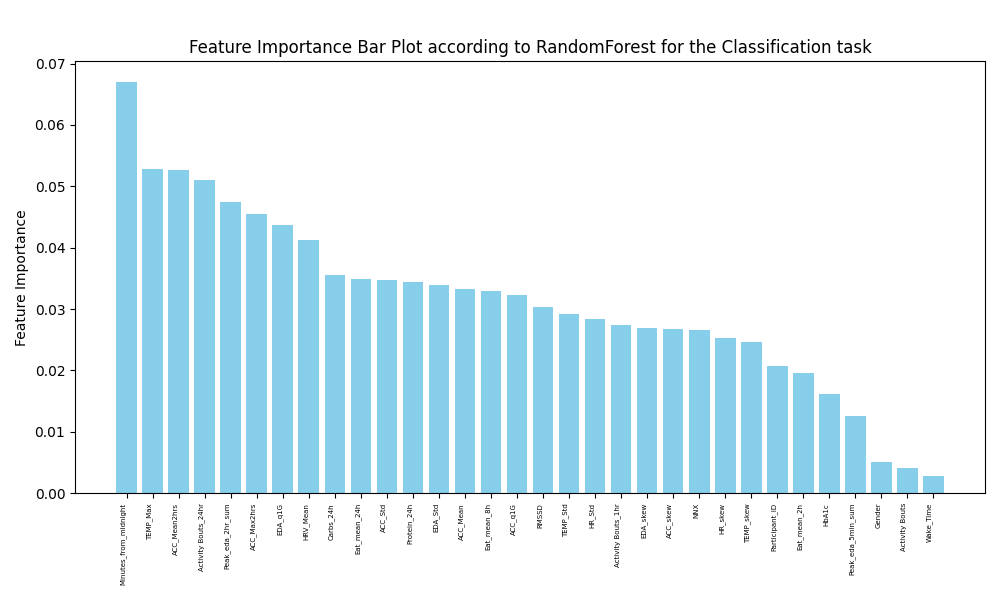 Feature Importance Bar Plot according to RandomForest for the Classification task
Feature Importance
0.07
0.06
0.05
0.04
0.03
0.02
0.01
0.00
Minutes_from_midnight
TEMP_Max
ACC_Mean2hrs
Activity Bouts_24hr
Peak_eda_2hr_sum
ACC_Max2hrs
EDA_q1G
HRV_Mean
Carbs_24h
Eat_mean_24h
ACC_Std
Protein_24h
EDA_Std
ACC_Mean
Eat_mean_8h
ACC_q1G
RMSSD
TEMP_Std
HR_Std
Activity Bouts_1hr
EDA_skew
ACC_skew
NNX
HR_skew
TEMP_skew
Participant_ID
Eat_mean_2h
HbA1c
Peak_eda_5min_sum
Gender
Activity Bouts
Wake_Time